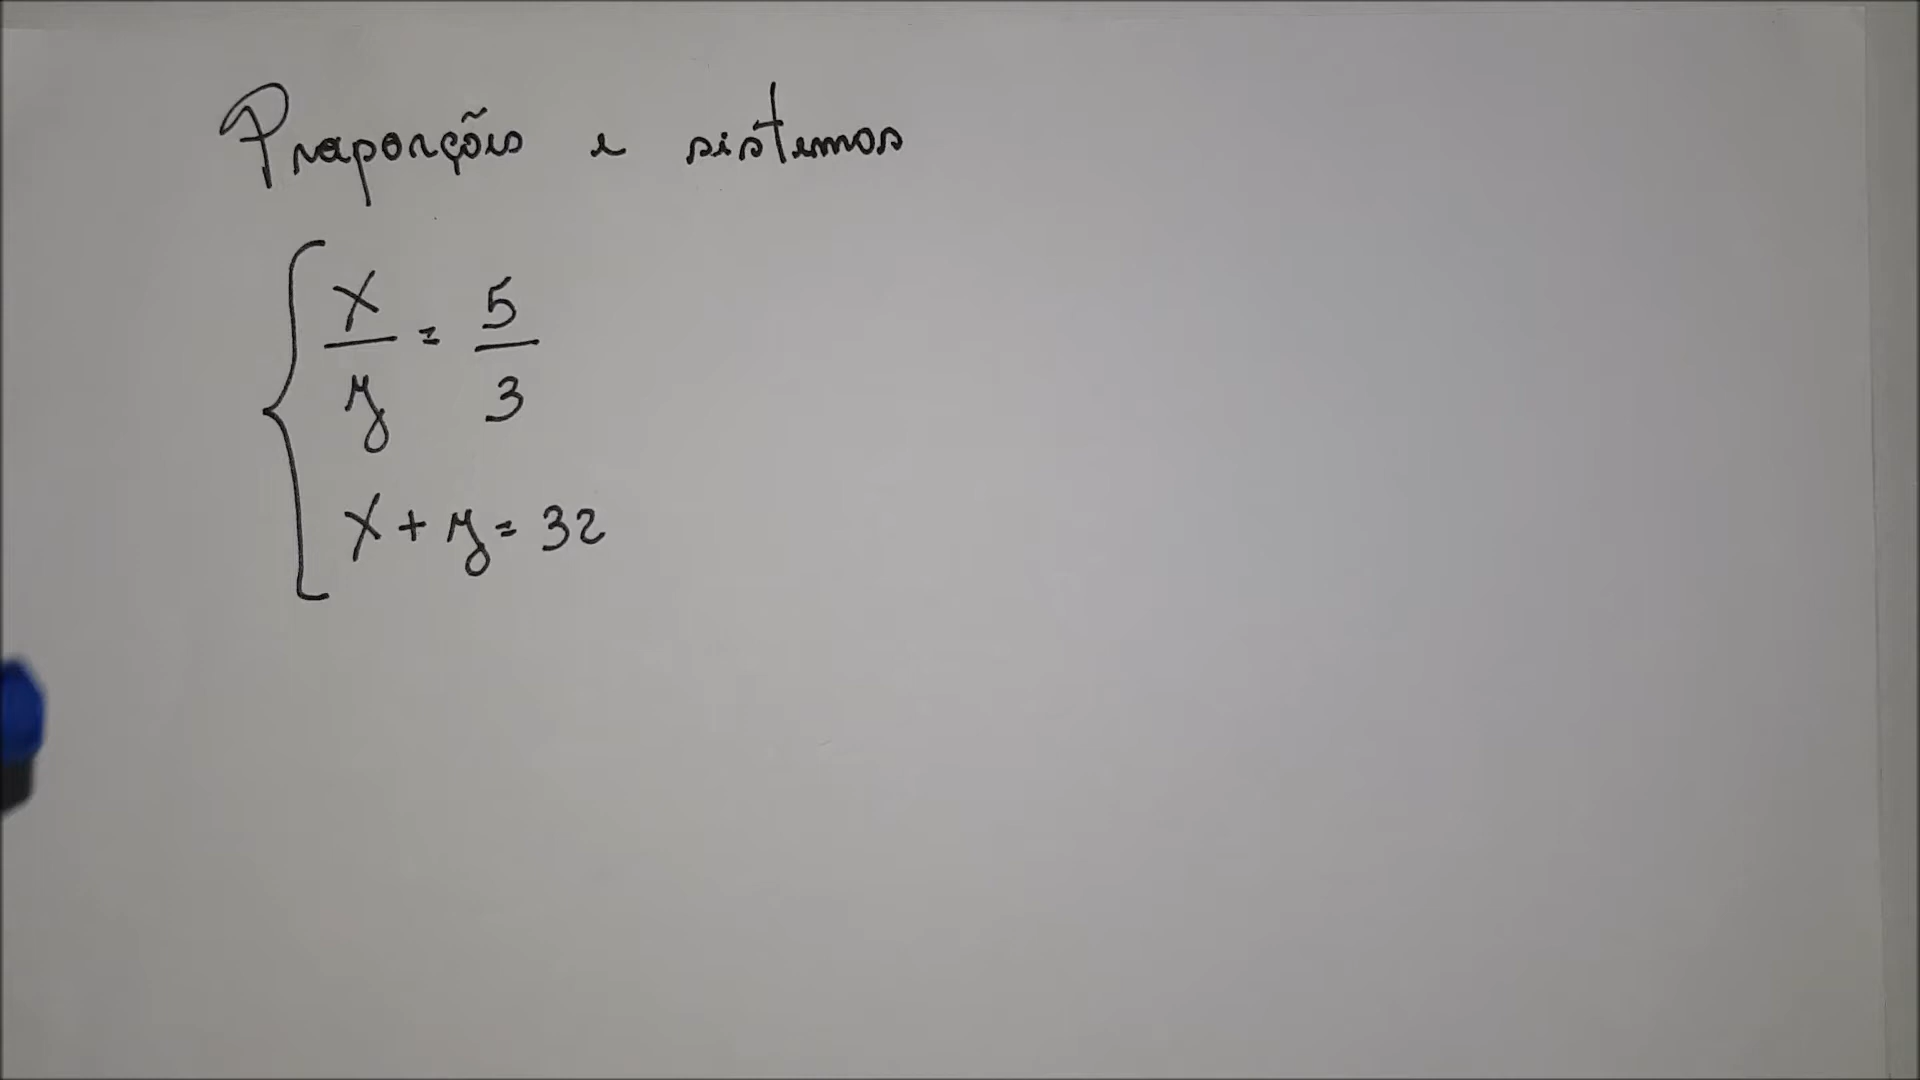 Proporções e sistemas
x/y = 5/3
x + y = 32